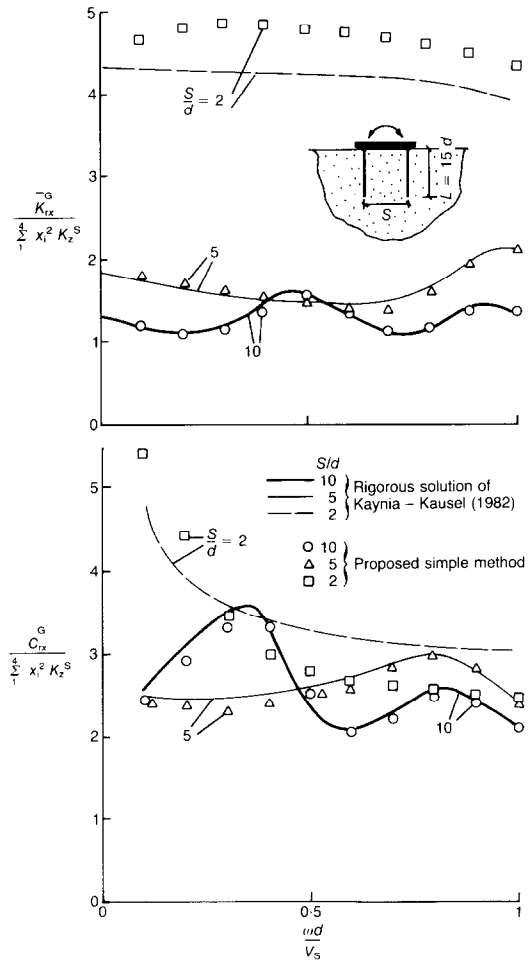 5
4
3
2
1
0
K̄rx^G
Σ₁⁴ xi² Kz^S
S/d = 2
5
10
L = 15 d
S
5
4
3
2
1
0
Crx^G
Σ₁⁴ xi² Kz^S
S/d = 2
S/d
10
5
2
Rigorous solution of
Kaynia – Kausel (1982)
10
5
2
Proposed simple method
5
10
0·5
1
ωd
Vs